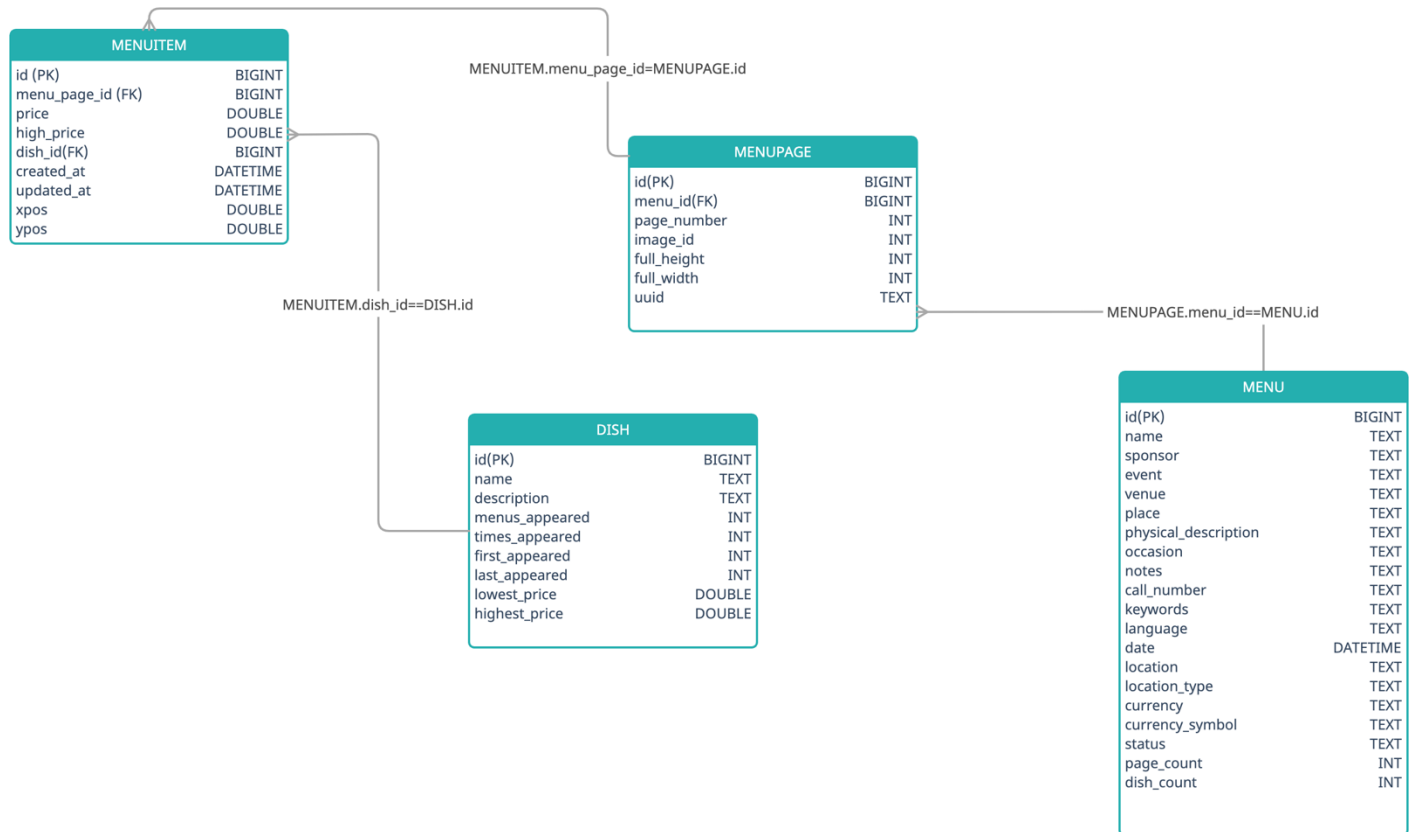 MENUITEM
id (PK) BIGINT
menu_page_id (FK) BIGINT
price DOUBLE
high_price DOUBLE
dish_id(FK) BIGINT
created_at DATETIME
updated_at DATETIME
xpos DOUBLE
ypos DOUBLE
MENUITEM.menu_page_id=MENUPAGE.id
MENUPAGE
id(PK) BIGINT
menu_id(FK) BIGINT
page_number INT
image_id INT
full_height INT
full_width INT
uuid TEXT
MENUITEM.dish_id==DISH.id
MENUPAGE.menu_id==MENU.id
DISH
id(PK) BIGINT
name TEXT
description TEXT
menus_appeared INT
times_appeared INT
first_appeared INT
last_appeared INT
lowest_price DOUBLE
highest_price DOUBLE
MENU
id(PK) BIGINT
name TEXT
sponsor TEXT
event TEXT
venue TEXT
place TEXT
physical_description TEXT
occasion TEXT
notes TEXT
call_number TEXT
keywords TEXT
language TEXT
date DATETIME
location TEXT
location_type TEXT
currency TEXT
currency_symbol TEXT
status TEXT
page_count INT
dish_count INT